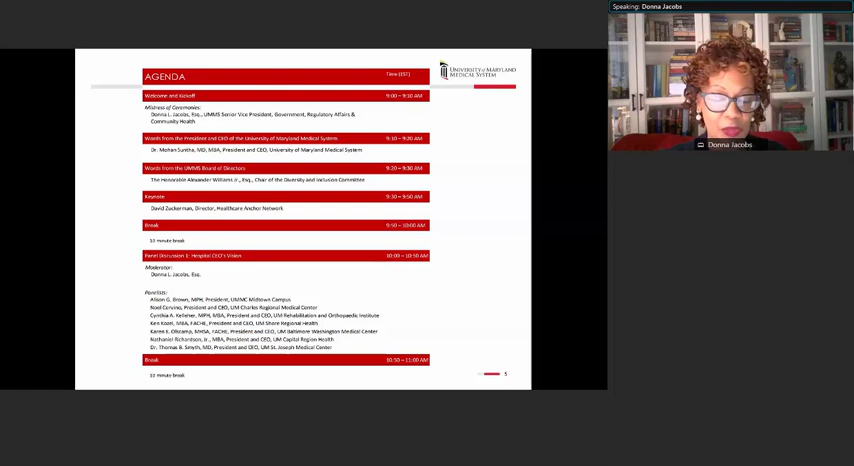 Speaking: Donna Jacobs
AGENDA
Time (EST)
UNIVERSITY of MARYLAND
MEDICAL SYSTEM
Welcome and Kickoff
9:00 – 9:10 AM
Mistress of Ceremonies:
Donna L. Jacobs, Esq., UMMS Senior Vice President, Government, Regulatory Affairs &
Community Health
Words from the President and CEO of the University of Maryland Medical System
9:10 – 9:20 AM
Dr. Mohan Suntha, MD, MBA, President and CEO, University of Maryland Medical System
Words from the UMMS Board of Directors
9:20 – 9:30 AM
The Honorable Alexander Williams Jr., Esq., Chair of the Diversity and Inclusion Committee
Keynote
9:30 – 9:50 AM
David Zuckerman, Director, Healthcare Anchor Network
Break
9:50 – 10:00 AM
10 minute break
Panel Discussion 1: Hospital CEO's Vision
10:00 – 10:50 AM
Moderator:
Donna L. Jacobs, Esq.
Panelists:
Alison G. Brown, MPH, President, UMMC Midtown Campus
Noel Cervino, President and CEO, UM Charles Regional Medical Center
Cynthia A. Kelleher, MPH, MBA, President and CEO, UM Rehabilitation and Orthopaedic Institute
Ken Kozel, MBA, FACHE, President and CEO, UM Shore Regional Health
Karen E. Olscamp, MHSA, FACHE, President and CEO, UM Baltimore Washington Medical Center
Nathaniel Richardson, Jr., MBA, President and CEO, UM Capital Region Health
Dr. Thomas B. Smyth, MD, President and CEO, UM St. Joseph Medical Center
Break
10:50 – 11:00 AM
10 minute break
5
Donna Jacobs